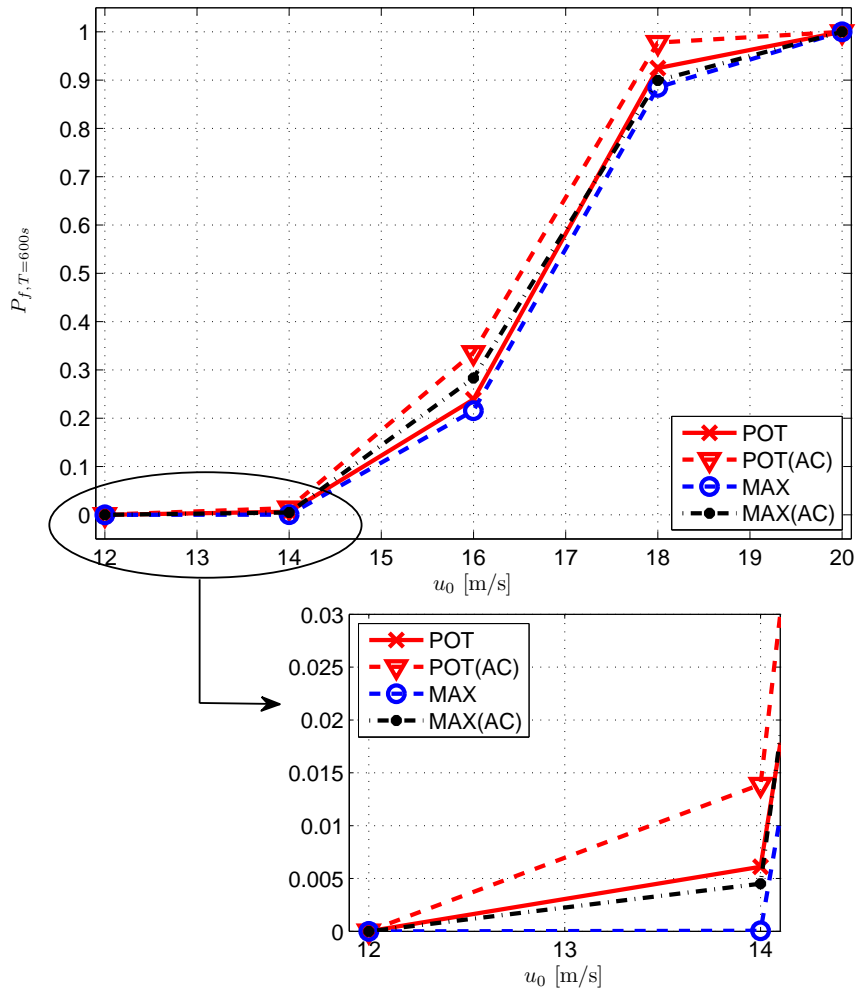 1
0.9
0.8
0.7
0.6
0.5
0.4
0.3
0.2
0.1
0
P_{f,T=600s}
12 13 14 15 16 17 18 19 20
u_0 [m/s]
POT
POT(AC)
MAX
MAX(AC)
0.03
0.025
0.02
0.015
0.01
0.005
0
POT
POT(AC)
MAX
MAX(AC)
12 13 14
u_0 [m/s]